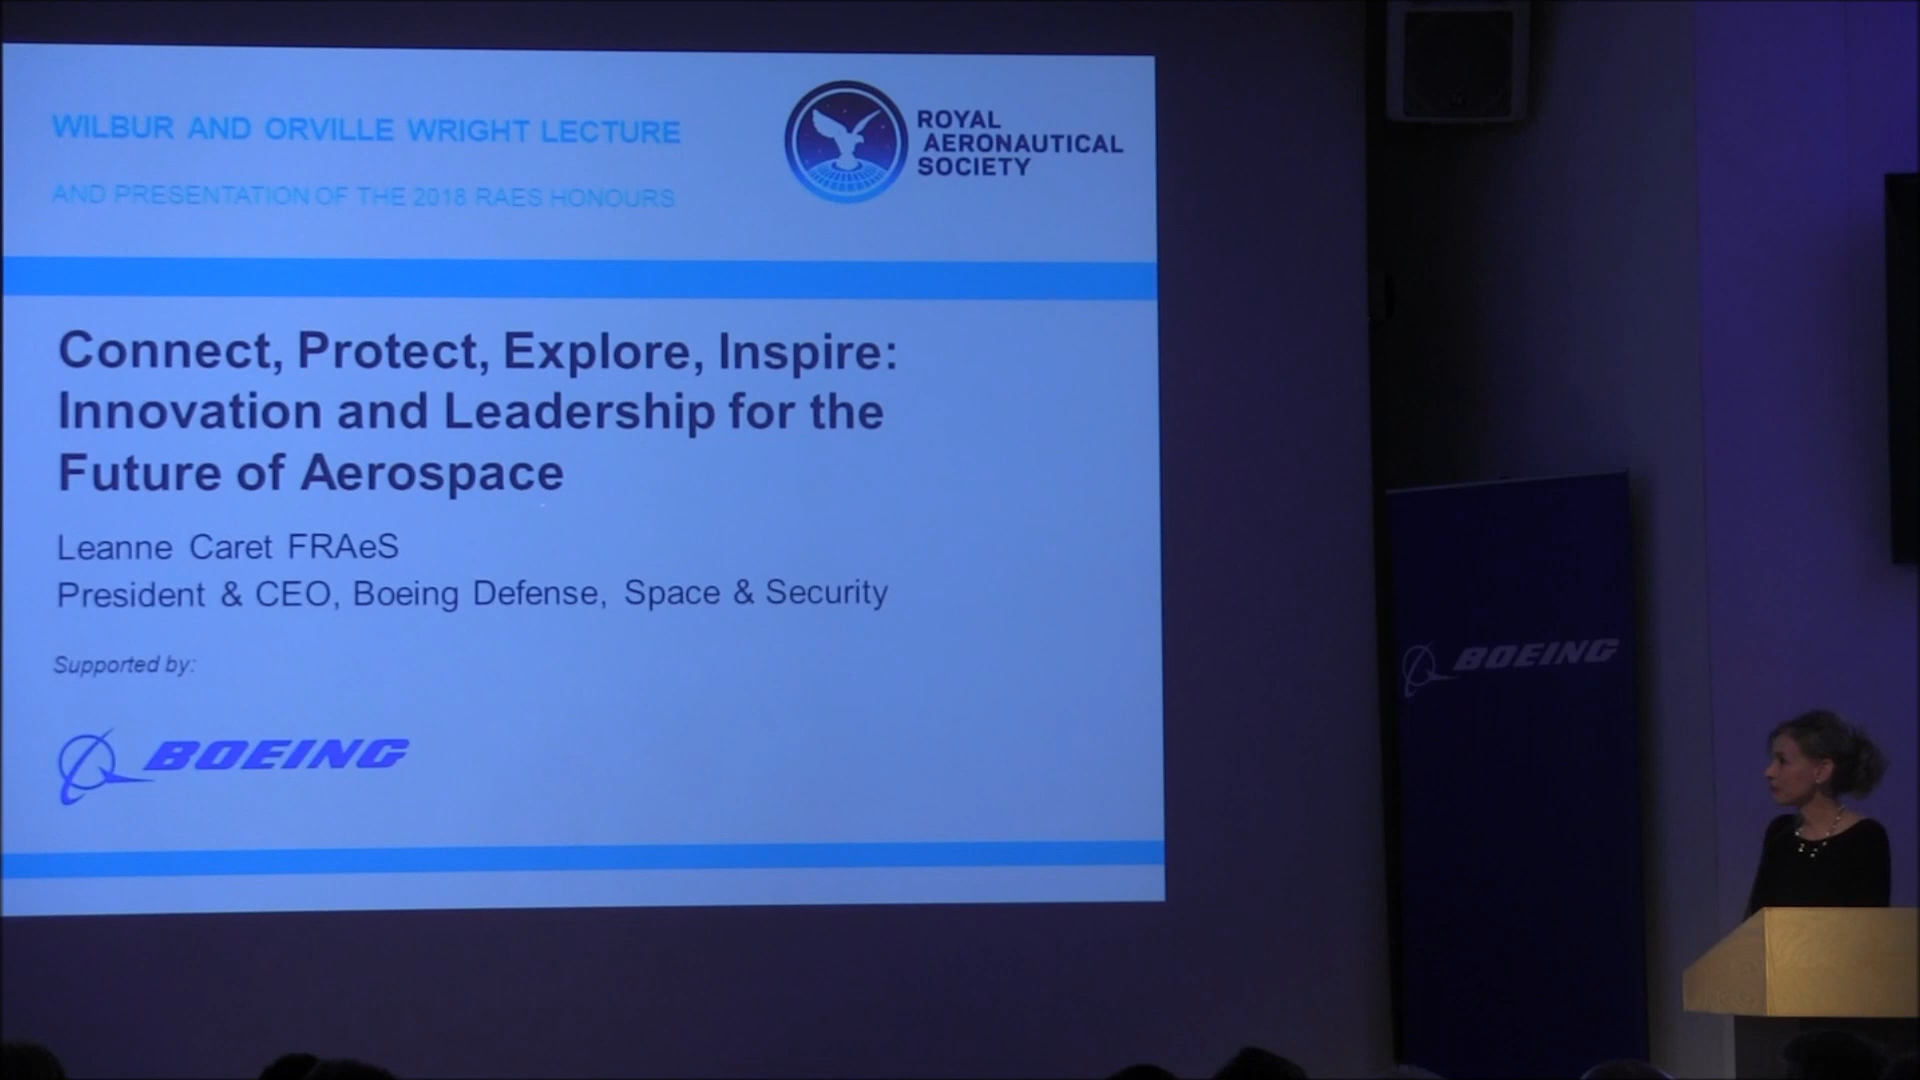 WILBUR AND ORVILLE WRIGHT LECTURE
AND PRESENTATION OF THE 2018 RAES HONOURS
ROYAL
AERONAUTICAL
SOCIETY
Connect, Protect, Explore, Inspire:
Innovation and Leadership for the
Future of Aerospace
Leanne Caret FRAeS
President & CEO, Boeing Defense, Space & Security
Supported by:
BOEING
BOEING